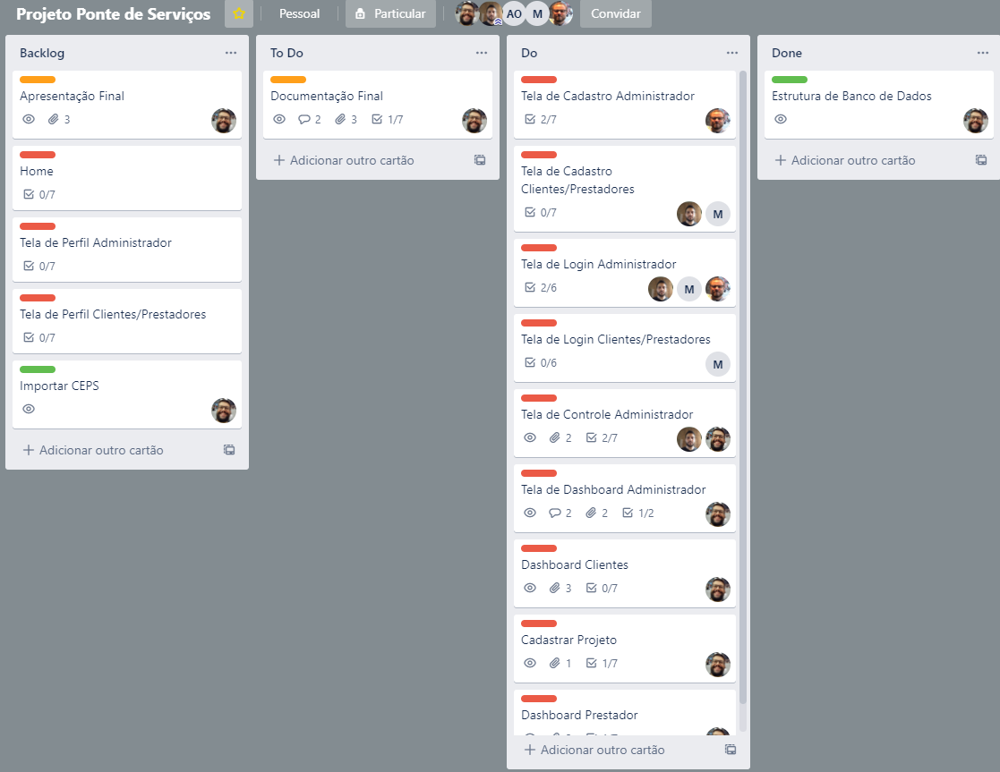 Projeto Ponte de Serviços
Pessoal
Particular
AO
M
Convidar
Backlog
Apresentação Final
3
Home
0/7
Tela de Perfil Administrador
0/7
Tela de Perfil Clientes/Prestadores
0/7
Importar CEPS
Adicionar outro cartão
To Do
Documentação Final
2 3 1/7
Adicionar outro cartão
Do
Tela de Cadastro Administrador
2/7
Tela de Cadastro
Clientes/Prestadores
0/7
M
Tela de Login Administrador
2/6
M
Tela de Login Clientes/Prestadores
0/6
M
Tela de Controle Administrador
2 2/7
Tela de Dashboard Administrador
2 2 1/2
Dashboard Clientes
3 0/7
Cadastrar Projeto
1 1/7
Dashboard Prestador
Adicionar outro cartão
Done
Estrutura de Banco de Dados
Adicionar outro cartão